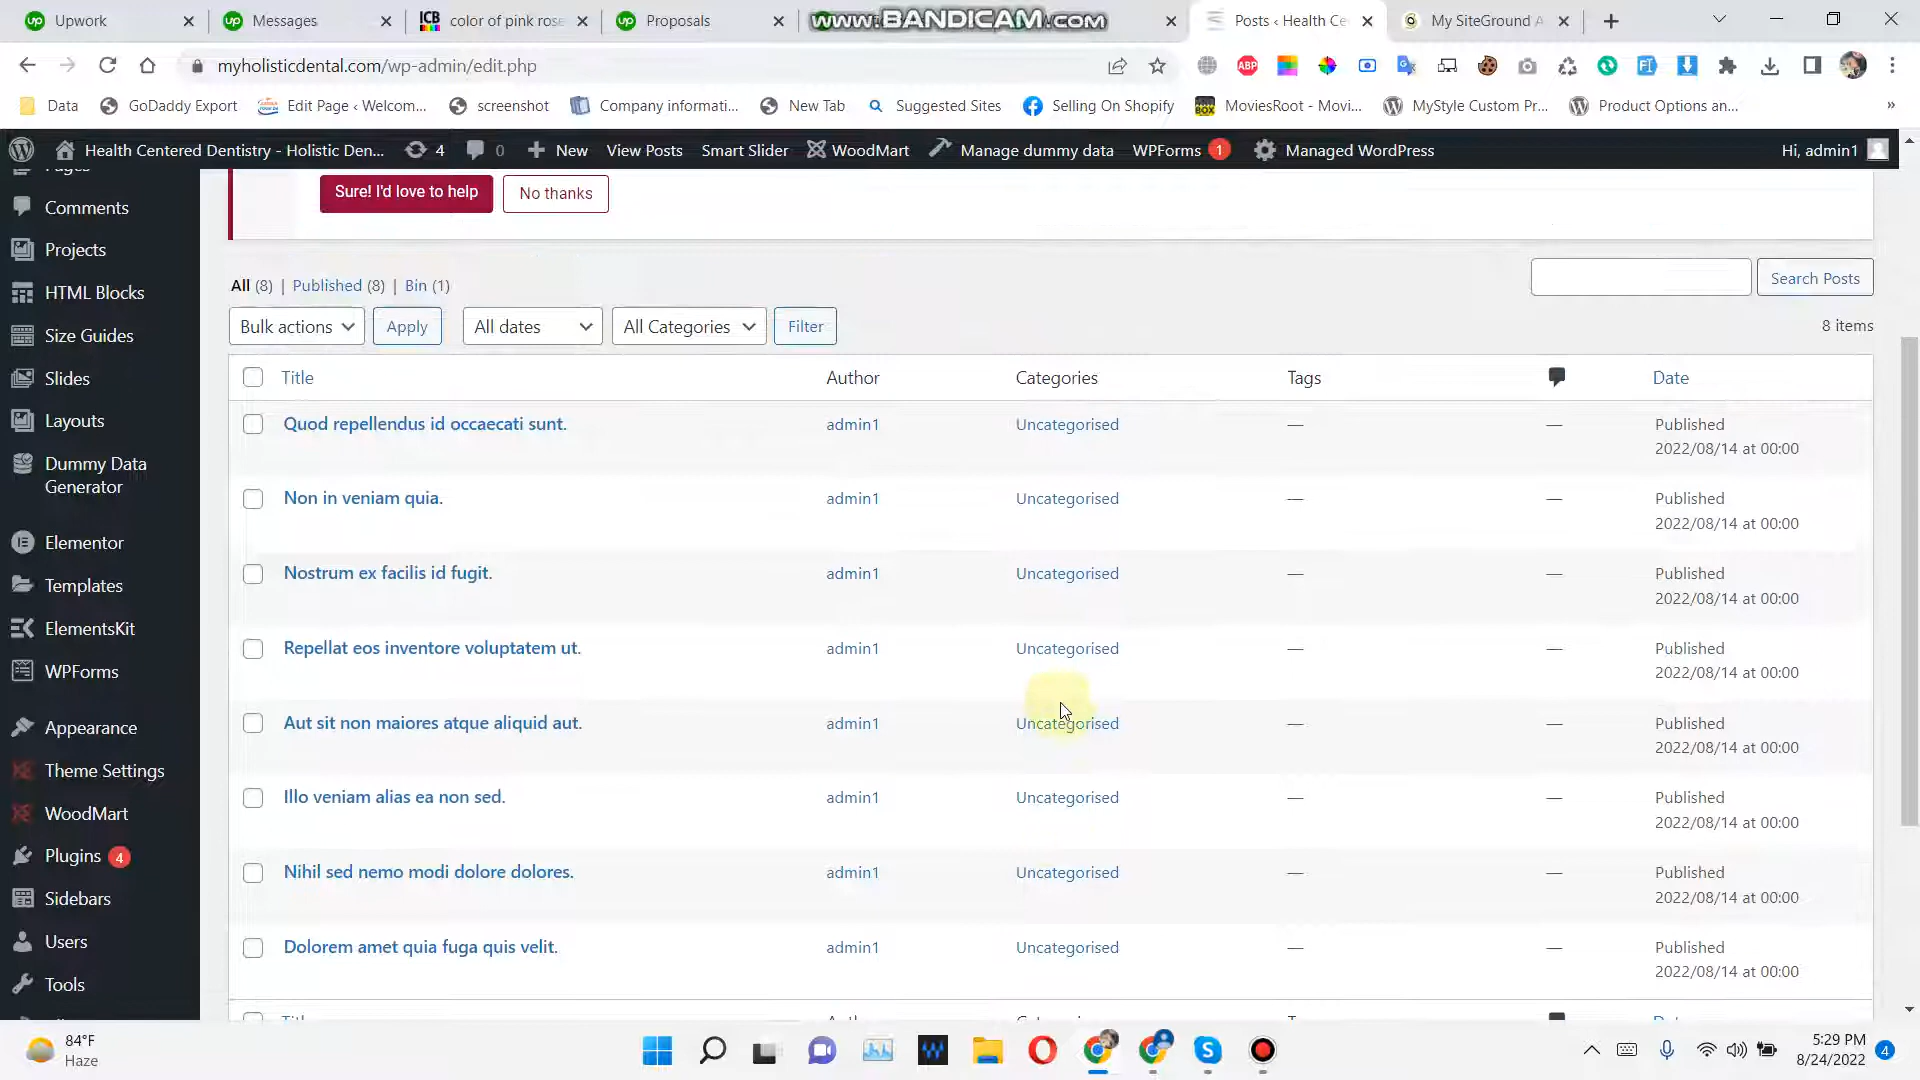 Upwork
Messages
ICB color of pink rose
Proposals
www.BANDICAM.com
Posts ‹ Health Ce
My SiteGround A
myholisticdental.com/wp-admin/edit.php
Data
GoDaddy Export
Edit Page ‹ Welcom...
screenshot
Company informati...
New Tab
Suggested Sites
Selling On Shopify
MoviesRoot - Movi...
MyStyle Custom Pr...
Product Options an...
»
Health Centered Dentistry - Holistic Den...
4
0
New
View Posts
Smart Slider
WoodMart
Manage dummy data
WPForms 1
Managed WordPress
Hi, admin1
Pages
Comments
Projects
HTML Blocks
Size Guides
Slides
Layouts
Dummy Data
Generator
Elementor
Templates
ElementsKit
WPForms
Appearance
Theme Settings
WoodMart
Plugins 4
Sidebars
Users
Tools
Sure! I'd love to help
No thanks
All (8) | Published (8) | Bin (1)
Search Posts
Bulk actions
Apply
All dates
All Categories
Filter
8 items
Title Author Categories Tags Date
Quod repellendus id occaecati sunt. admin1 Uncategorised — — Published
2022/08/14 at 00:00
Non in veniam quia. admin1 Uncategorised — — Published
2022/08/14 at 00:00
Nostrum ex facilis id fugit. admin1 Uncategorised — — Published
2022/08/14 at 00:00
Repellat eos inventore voluptatem ut. admin1 Uncategorised — — Published
2022/08/14 at 00:00
Aut sit non maiores atque aliquid aut. admin1 Uncategorised — — Published
2022/08/14 at 00:00
Illo veniam alias ea non sed. admin1 Uncategorised — — Published
2022/08/14 at 00:00
Nihil sed nemo modi dolore dolores. admin1 Uncategorised — — Published
2022/08/14 at 00:00
Dolorem amet quia fuga quis velit. admin1 Uncategorised — — Published
2022/08/14 at 00:00
84°F
Haze
5:29 PM
8/24/2022
4